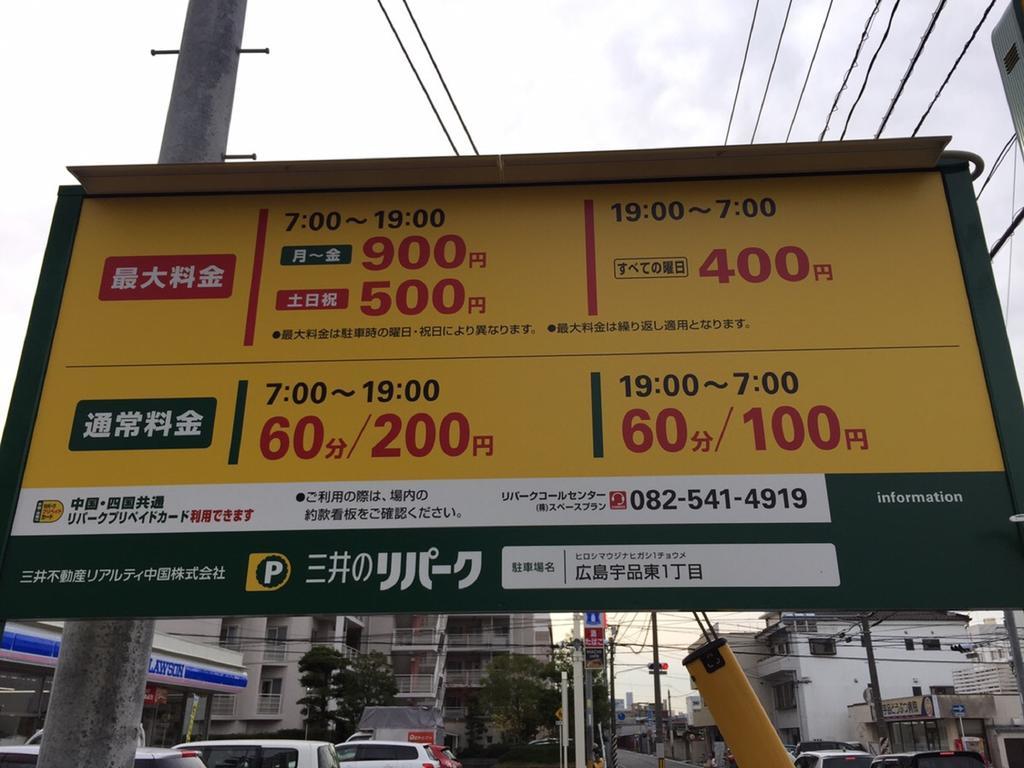 最大料金
7:00～19:00
月～金 900円
土日祝 500円
19:00～7:00
すべての曜日 400円
●最大料金は駐車時の曜日・祝日により異なります。 ●最大料金は繰り返し適用となります。
通常料金
7:00～19:00
60分/200円
19:00～7:00
60分/100円
中国・四国共通
リパークプリペイドカード利用できます
●ご利用の際は、場内の
約款看板をご確認ください。
リパークコールセンター
(株)スペースプラン
082-541-4919
information
三井不動産リアルティ中国株式会社
P 三井のリパーク
駐車場名
ヒロシマウジナヒガシ1チョウメ
広島宇品東1丁目
LAWSON
酒
たばこ